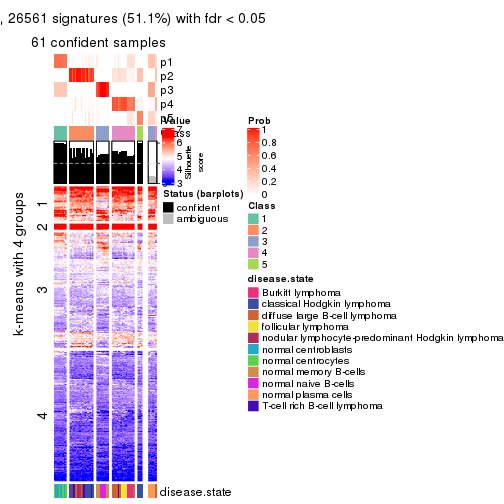 , 26561 signatures (51.1%) with fdr < 0.05
61 confident samples
p1
p2
p3
p4
p5
Class
Silhouette
score
k-means with 4 groups
1
2
3
4
disease.state
Value
7
6
5
4
3
Status (barplots)
confident
ambiguous
Prob
1
0.8
0.6
0.4
0.2
0
Class
1
2
3
4
5
disease.state
Burkitt lymphoma
classical Hodgkin lymphoma
diffuse large B-cell lymphoma
follicular lymphoma
nodular lymphocyte-predominant Hodgkin lymphoma
normal centroblasts
normal centrocytes
normal memory B-cells
normal naive B-cells
normal plasma cells
T-cell rich B-cell lymphoma